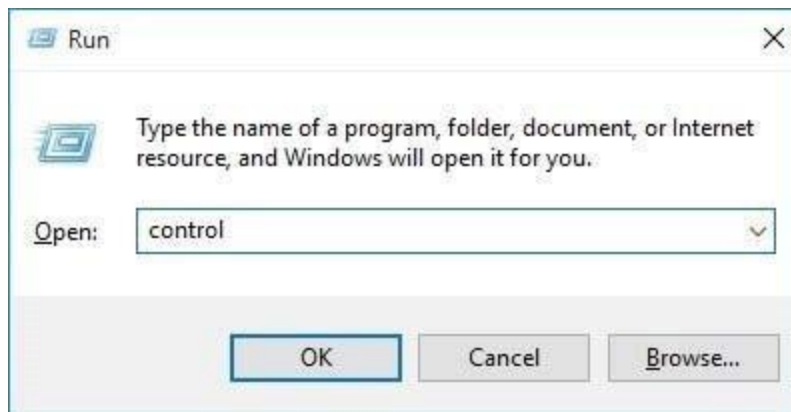 Run
Type the name of a program, folder, document, or Internet
resource, and Windows will open it for you.
Open: control
OK Cancel Browse...